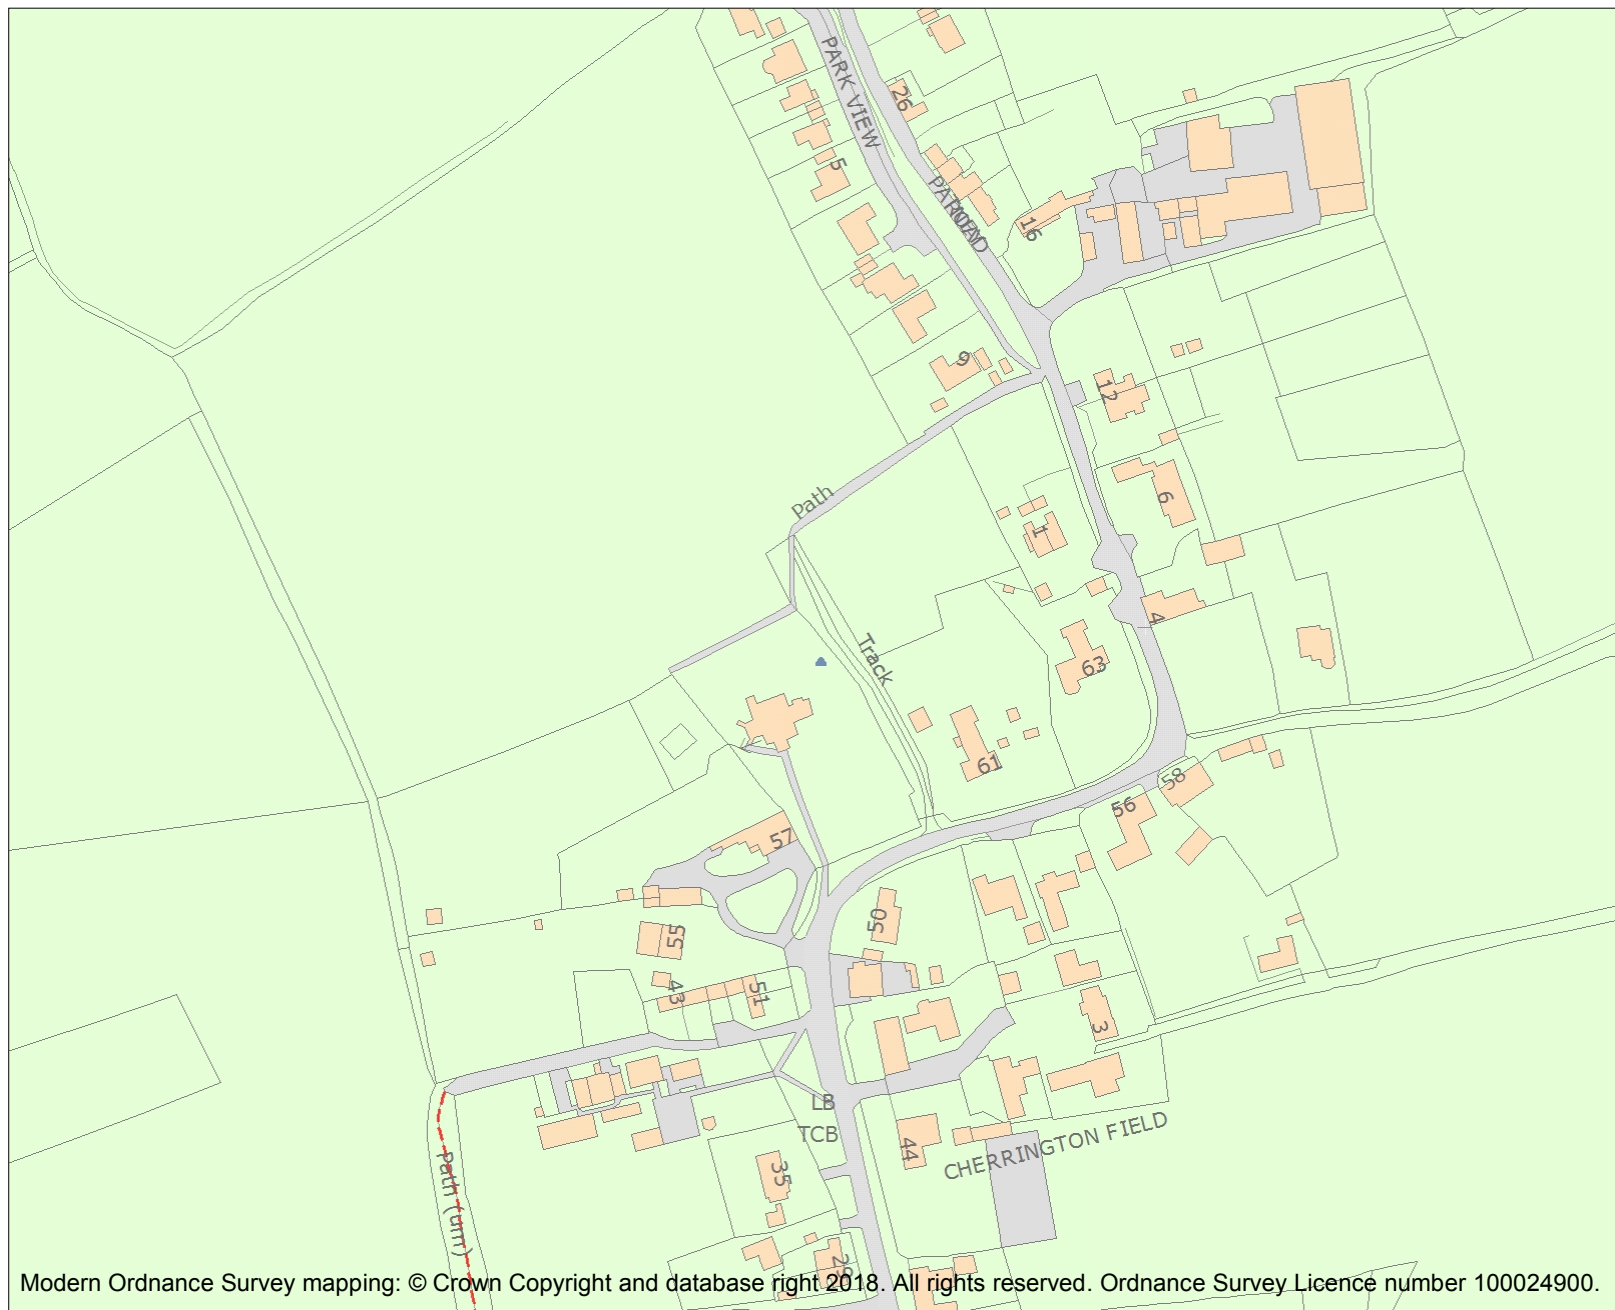 PARK VIEW
26
5
PARK
ROAD
16
9
12
6
Path
1
4
Track
63
61
58
56
57
50
55
43
51
3
LB
TCB
44
CHERRINGTON FIELD
35
Path (um)
29
Modern Ordnance Survey mapping: © Crown Copyright and database right 2018. All rights reserved. Ordnance Survey Licence number 100024900.